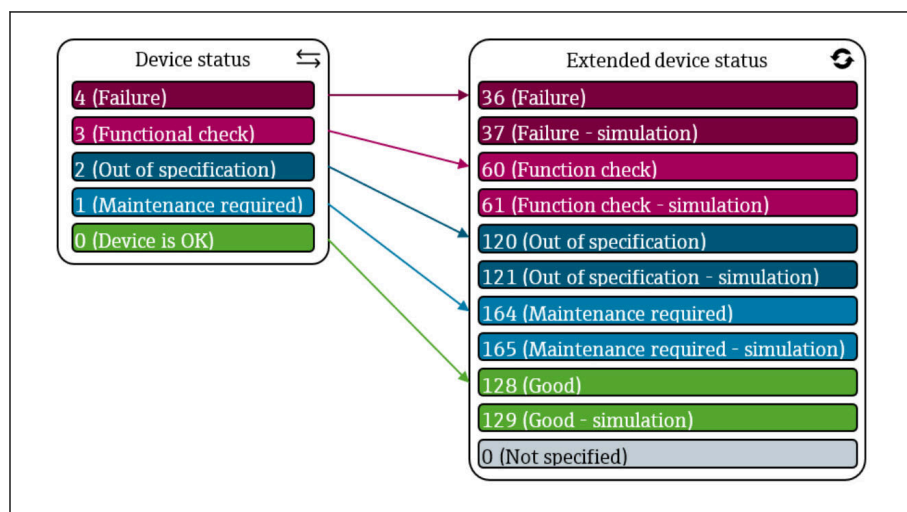 Device status
4 (Failure)
3 (Functional check)
2 (Out of specification)
1 (Maintenance required)
0 (Device is OK)
Extended device status
36 (Failure)
37 (Failure - simulation)
60 (Function check)
61 (Function check - simulation)
120 (Out of specification)
121 (Out of specification - simulation)
164 (Maintenance required)
165 (Maintenance required - simulation)
128 (Good)
129 (Good - simulation)
0 (Not specified)